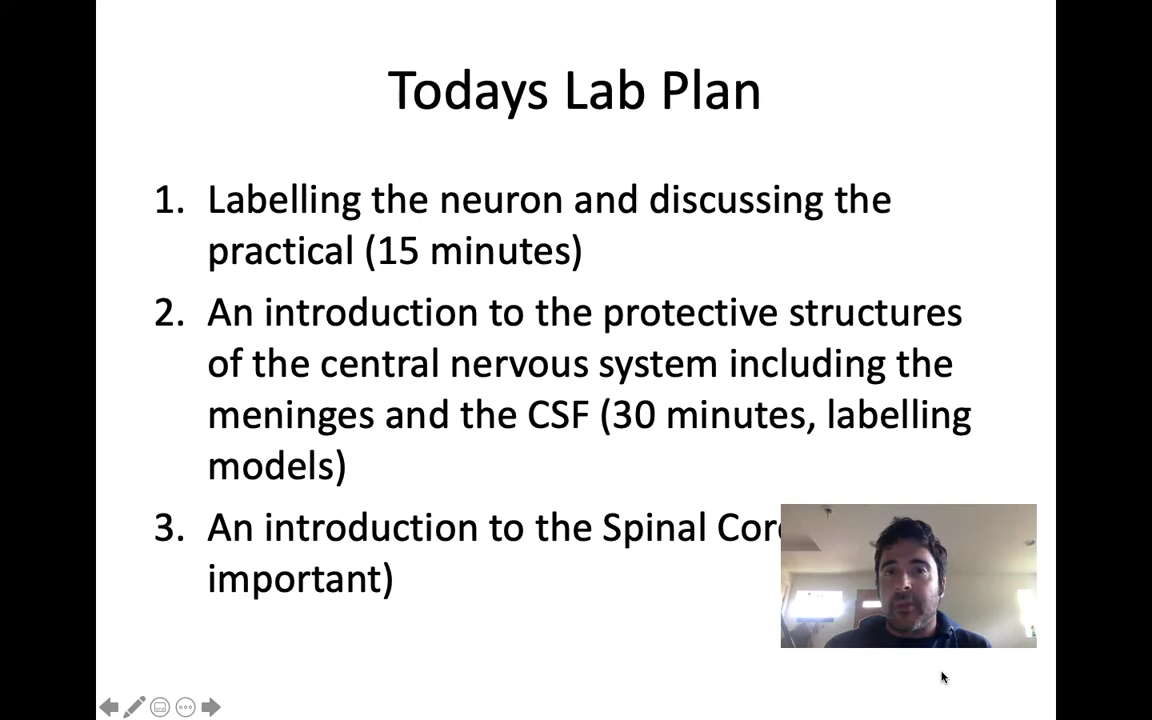 Todays Lab Plan
1. Labelling the neuron and discussing the
practical (15 minutes)
2. An introduction to the protective structures
of the central nervous system including the
meninges and the CSF (30 minutes, labelling
models)
3. An introduction to the Spinal
important)